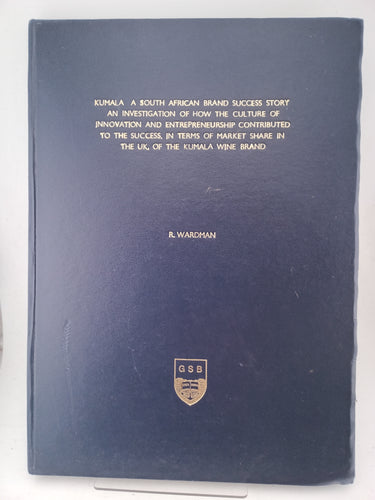 KUMALA A SOUTH AFRICAN BRAND SUCCESS STORY
AN INVESTIGATION OF HOW THE CULTURE OF
INNOVATION AND ENTREPRENEURSHIP CONTRIBUTED
TO THE SUCCESS, IN TERMS OF MARKET SHARE IN
THE UK, OF THE KUMALA WINE BRAND
R. WARDMAN
GSB